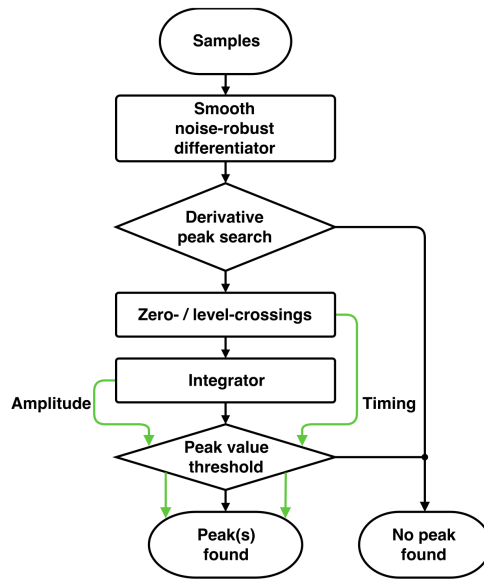 Samples
Smooth
noise-robust
differentiator
Derivative
peak search
Zero- / level-crossings
Integrator
Amplitude
Timing
Peak value
threshold
Peak(s)
found
No peak
found